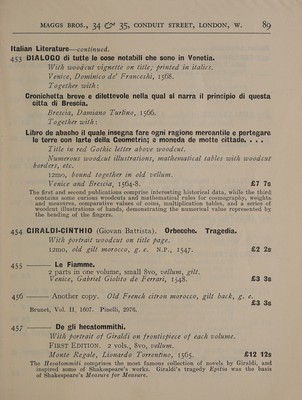 MAGGS BROS., 34 & 35, CONDUIT STREET, LONDON, W. 89
Italian Literature—continued.
453 DIALOGO di tutte le cose notabili che sono in Venetia.
With woodcut vignette on title; printed in italics.
Venice, Dominico de' Franceshi, 1568.
Together with:
Cronichetta breve e dilettevole nella qual si narra il principio di questa
citta di Brescia.
Brescia, Damiano Turlino, 1566.
Together with:
Libro de abacho il quale insegna fare ogni ragione mercantile e pertegare
le terre con larte della Geometria: e moneda de motte cittade. . . .
Title in red Gothic letter above woodcut.
Numerous woodcut illustrations, mathematical tables with woodcut
borders, etc.
12mo, bound together in old vellum.
Venice and Brescia, 1564-8. £7 7s
The first and second publications comprise interesting historical data, while the third
contains some curious woodcuts and mathematical rules for cosmography, weights
and measures, comparative values of coins, multiplication tables, and a series of
woodcut illustrations of hands, demonstrating the numerical value represented by
the bending of the fingers.
454 GIRALDI-CINTHIO (Giovan Battista). Orbecche. Tragedia.
With portrait woodcut on title page.
12mo, old gilt morocco, g. e. N.P., 1547. £2 2s
455 —— Le Fiamme.
2 parts in one volume, small 8vo, vellum, gilt.
Venice, Gabriel Giolito de Ferrari, 1548. £3 3s
456 —— Another copy. Old French citron morocco, gilt back, g. e.
£3 3s
Brunet, Vol. II, 1607. Pinelli, 2976.
457 —— De gli hecatommithi.
With portrait of Giraldi on frontispiece of each volume.
FIRST EDITION. 2 vols., 8vo, vellum.
Monte Regale, Lionardo Torrentino, 1565. £12 12s
The Hecatommithi comprises the most famous collection of novels by Giraldi, and
inspired some of Shakespeare's works. Giraldi's tragedy Epitia was the basis
of Shakespeare's Measure for Measure.